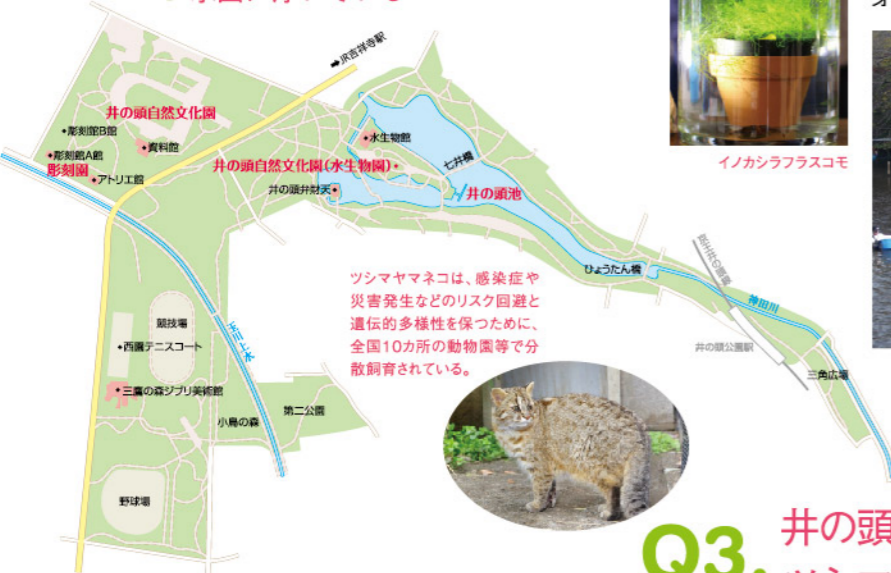 ➡JR吉祥寺駅
井の頭自然文化園
彫刻館B館
資料館
彫刻館A館
彫刻園
アトリエ館
水生物館
井の頭自然文化園(水生物園)
七井橋
井の頭弁財天
井の頭池
イノカシラフラスコモ
ひょうたん橋
神田川
井の頭公園駅
三角広場
ツシマヤマネコは、感染症や
災害発生などのリスク回避と
遺伝的多様性を保つために、
全国10カ所の動物園等で分
散飼育されている。
玉川上水
競技場
西園テニスコート
三鷹の森ジブリ美術館
小鳥の森
第二公園
野球場
Q3.
井の頭